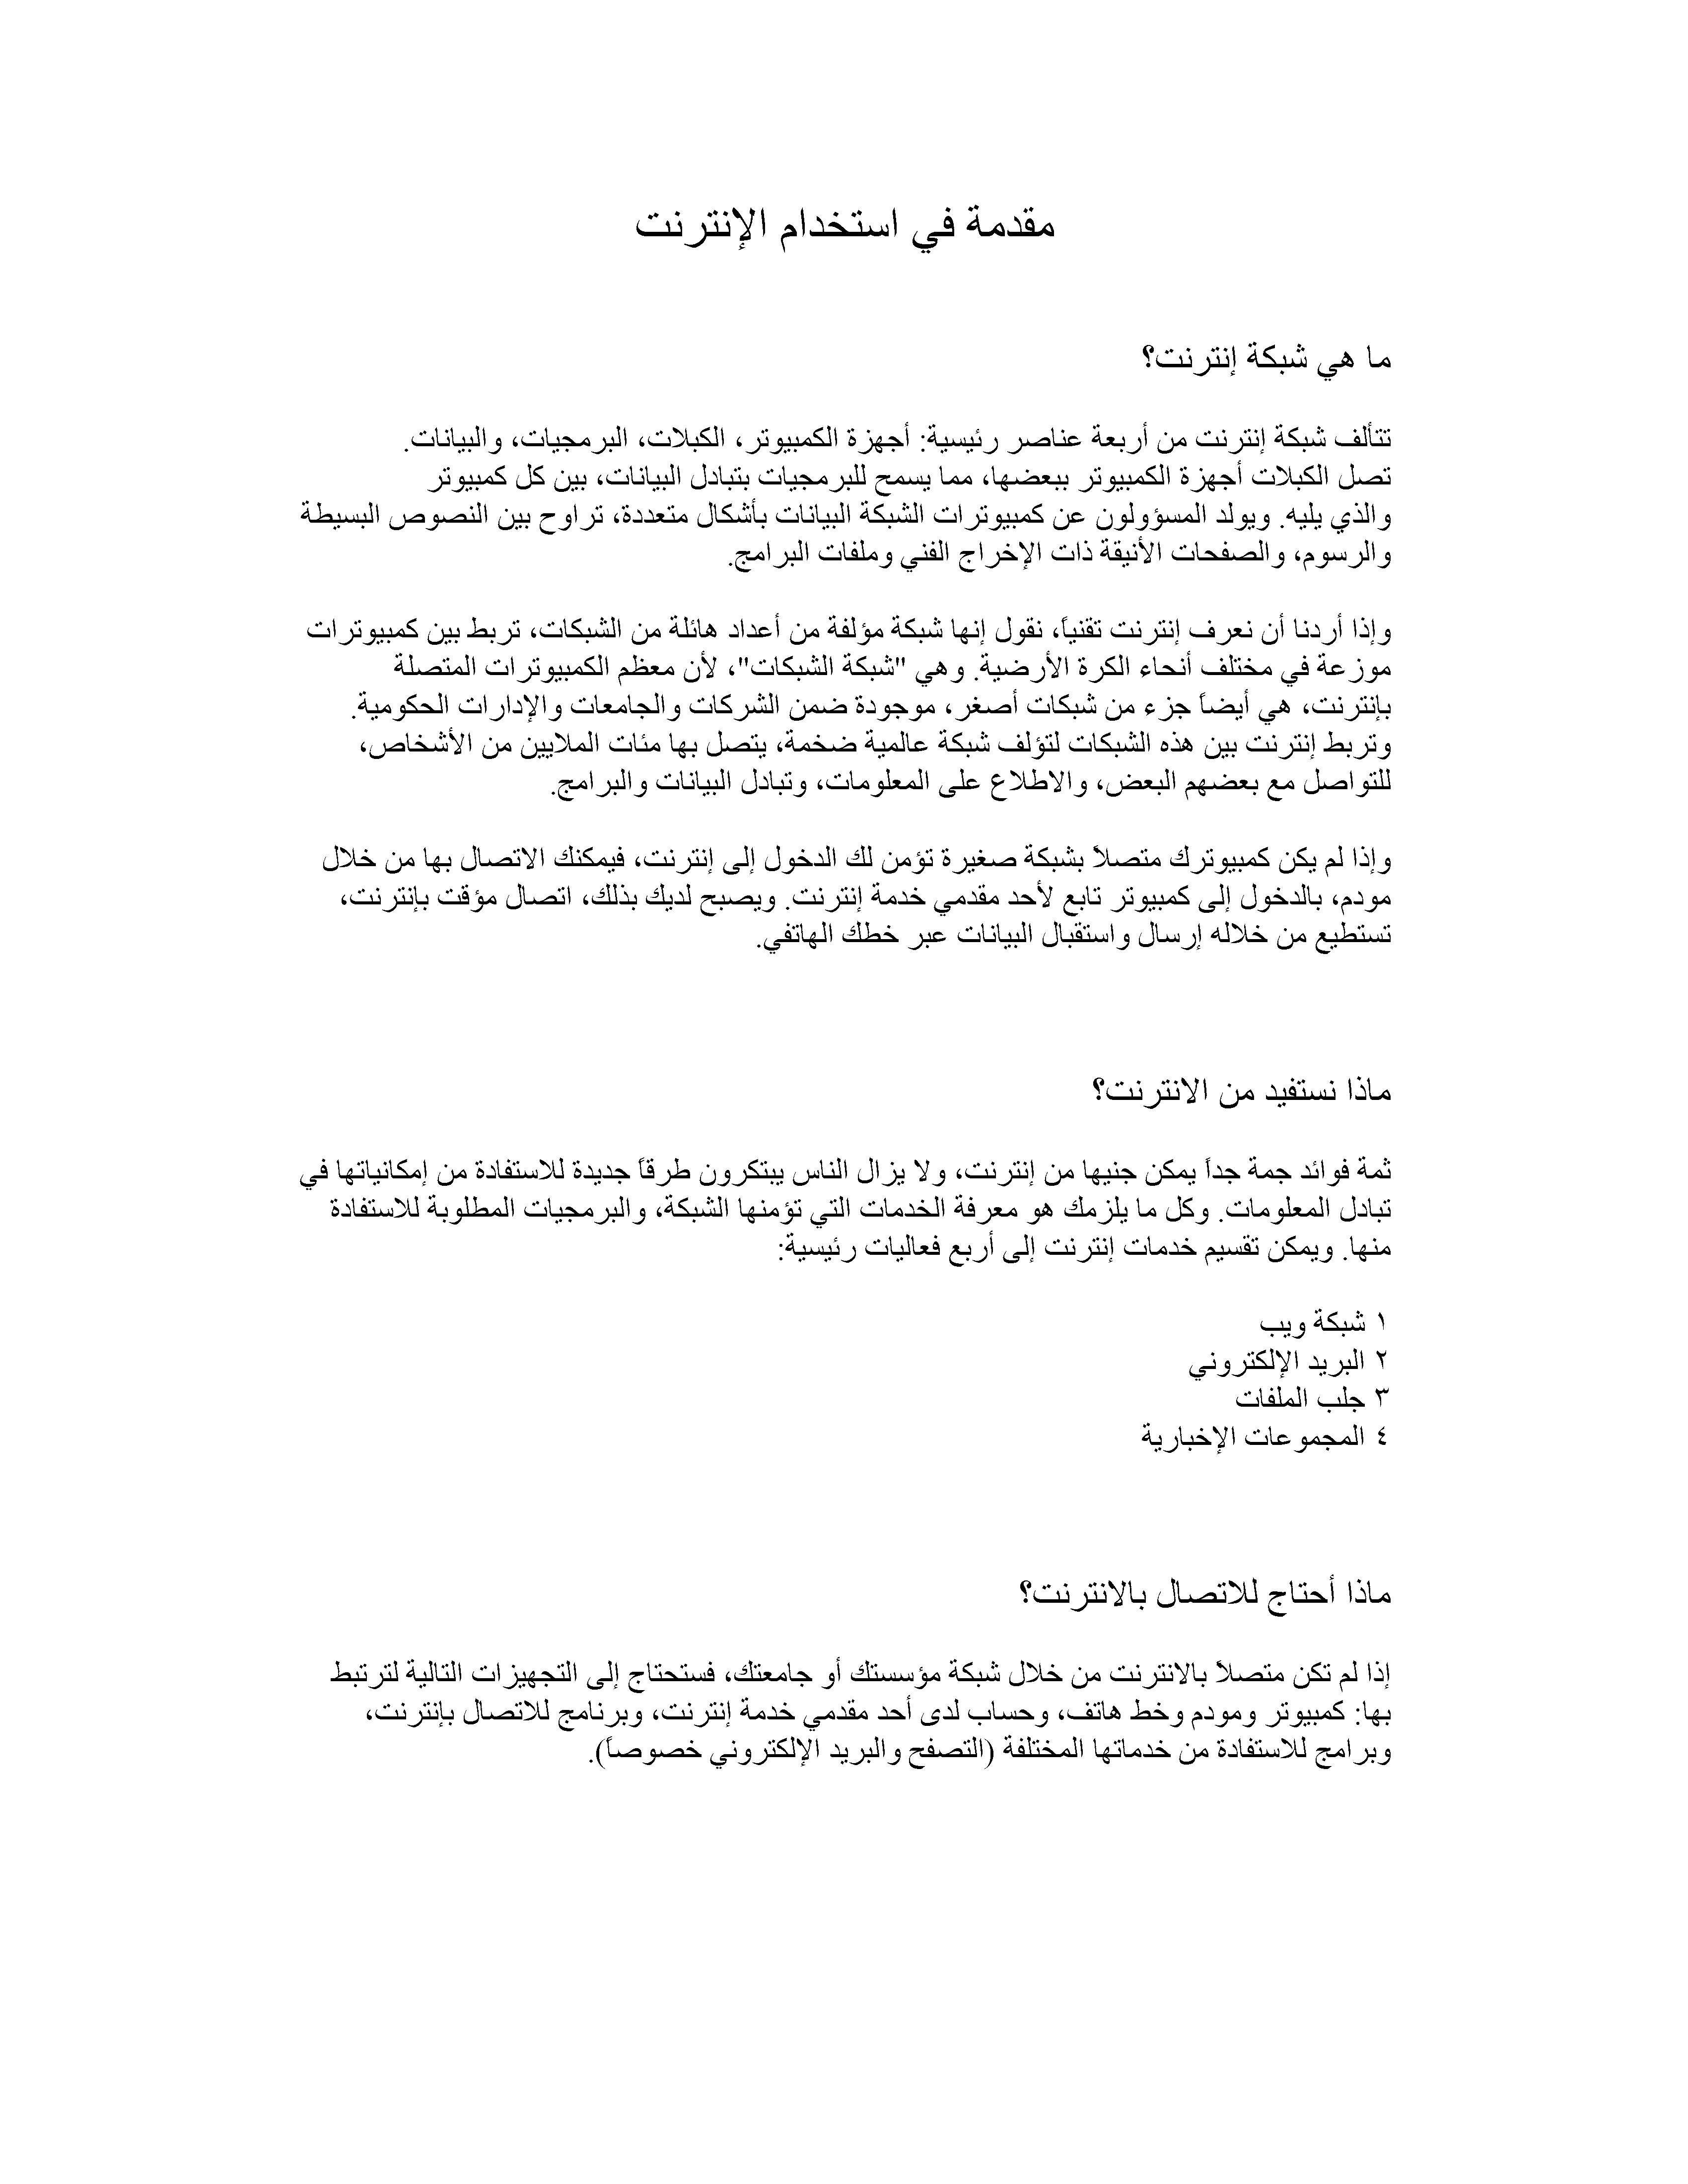 مقدمة في استخدام الإنترنت
ما هي شبكة إنترنت؟
تتألف شبكة إنترنت من أربعة عناصر رئيسية: أجهزة الكمبيوتر، الكبلات، البرمجيات، والبيانات.
تصل الكبلات أجهزة الكمبيوتر ببعضها، مما يسمح للبرمجيات بتبادل البيانات، بين كل كمبيوتر
والذي يليه. ويولد المسؤولون عن كمبيوترات الشبكة البيانات بأشكال متعددة، تراوح بين النصوص البسيطة
والرسوم، والصفحات الأنيقة ذات الإخراج الفني وملفات البرامج.
وإذا أردنا أن نعرف إنترنت تقنياً، نقول إنها شبكة مؤلفة من أعداد هائلة من الشبكات، تربط بين كمبيوترات
موزعة في مختلف أنحاء الكرة الأرضية. وهي "شبكة الشبكات"، لأن معظم الكمبيوترات المتصلة
بإنترنت، هي أيضاً جزء من شبكات أصغر، موجودة ضمن الشركات والجامعات والإدارات الحكومية.
وتربط إنترنت بين هذه الشبكات لتؤلف شبكة عالمية ضخمة، يتصل بها مئات الملايين من الأشخاص،
للتواصل مع بعضهم البعض، والاطلاع على المعلومات، وتبادل البيانات والبرامج.
وإذا لم يكن كمبيوترك متصلاً بشبكة صغيرة تؤمن لك الدخول إلى إنترنت، فيمكنك الاتصال بها من خلال
مودم، بالدخول إلى كمبيوتر تابع لأحد مقدمي خدمة إنترنت. ويصبح لديك بذلك، اتصال مؤقت بإنترنت،
تستطيع من خلاله إرسال واستقبال البيانات عبر خطك الهاتفي.
ماذا نستفيد من الانترنت؟
ثمة فوائد جمة جداً يمكن جنيها من إنترنت، ولا يزال الناس يبتكرون طرقاً جديدة للاستفادة من إمكانياتها في
تبادل المعلومات. وكل ما يلزمك هو معرفة الخدمات التي تؤمنها الشبكة، والبرمجيات المطلوبة للاستفادة
منها. ويمكن تقسيم خدمات إنترنت إلى أربع فعاليات رئيسية:
١ شبكة ويب
٢ البريد الإلكتروني
٣ جلب الملفات
٤ المجموعات الإخبارية
ماذا أحتاج للاتصال بالانترنت؟
إذا لم تكن متصلاً بالانترنت من خلال شبكة مؤسستك أو جامعتك، فستحتاج إلى التجهيزات التالية لترتبط
بها: كمبيوتر ومودم وخط هاتف، وحساب لدى أحد مقدمي خدمة إنترنت، وبرنامج للاتصال بإنترنت،
وبرامج للاستفادة من خدماتها المختلفة (التصفح والبريد الإلكتروني خصوصاً).